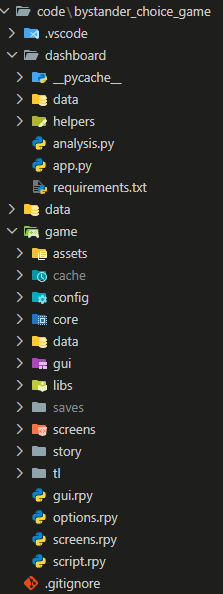 code\bystander_choice_game
.vscode
dashboard
__pycache__
data
helpers
analysis.py
app.py
requirements.txt
data
game
assets
cache
config
core
data
gui
libs
saves
screens
story
tl
gui.rpy
options.rpy
screens.rpy
script.rpy
.gitignore